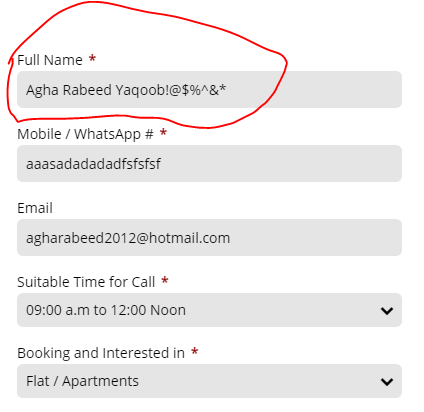 Full Name *
Agha Rabeed Yaqoob!@$%^&*
Mobile / WhatsApp # *
aaasadadadadfsfsfsf
Email
agharabeed2012@hotmail.com
Suitable Time for Call *
09:00 a.m to 12:00 Noon
Booking and Interested in *
Flat / Apartments